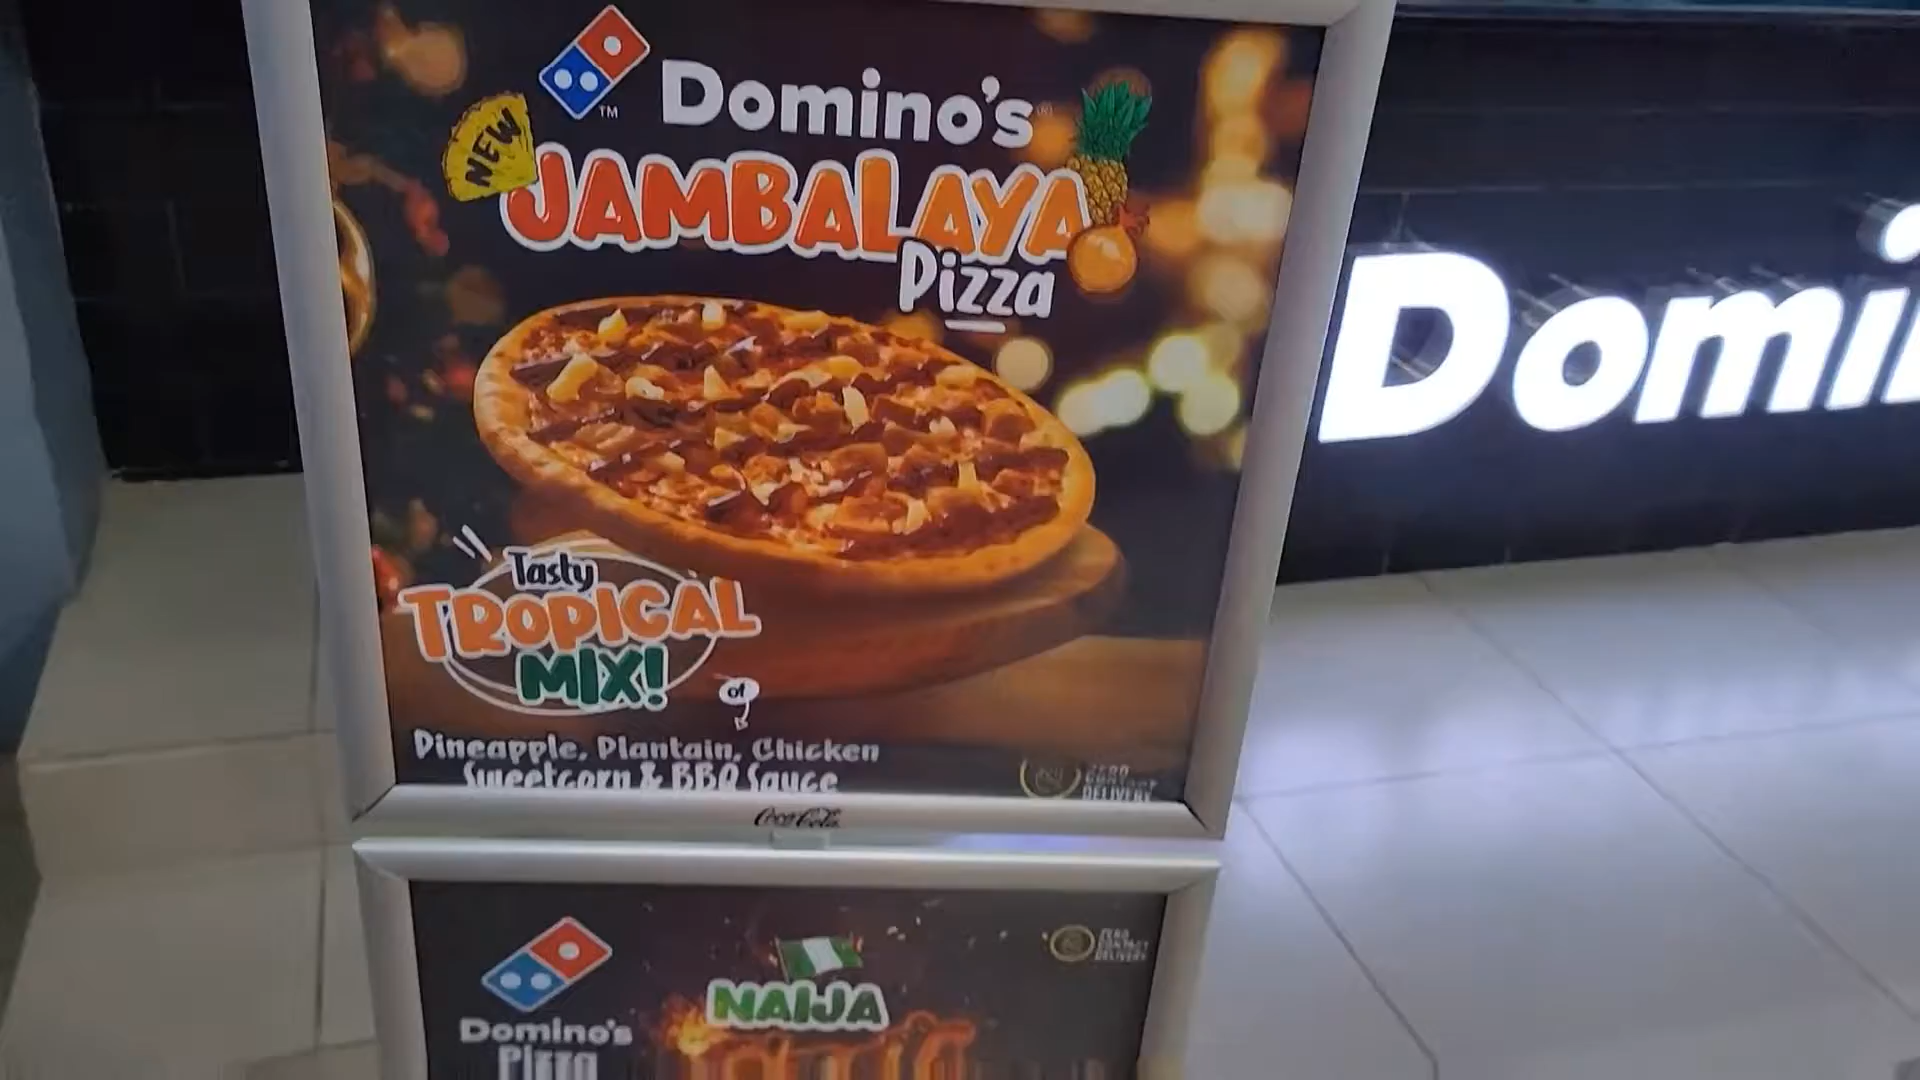 Domino's
NEW
JAMBALAYA
Pizza
Tasty
TROPICAL
MIX!
of
Pineapple, Plantain, Chicken
Sweetcorn & BBQ Sauce
ZERO
CONTACT
DELIVERY
Coca-Cola
Domi
ZERO
CONTACT
DELIVERY
NAIJA
Domino's
Pizza